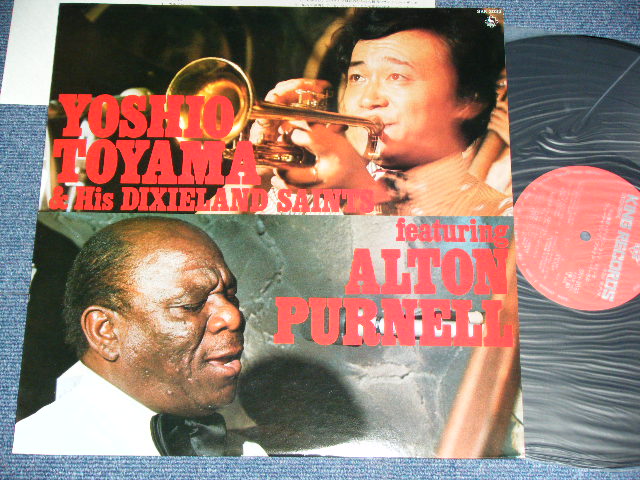 YOSHIO
TOYAMA
& His DIXIELAND SAINTS
featuring
ALTON
PURNELL
KING RECORDS